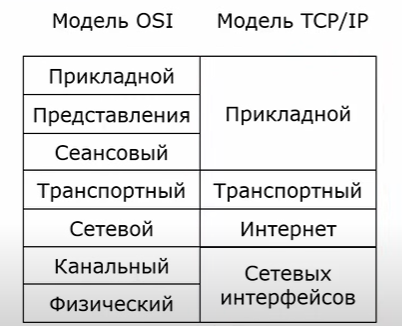 Модель OSI
Модель TCP/IP
Прикладной
Представления
Сеансовый
Прикладной
Транспортный
Транспортный
Сетевой
Интернет
Канальный
Физический
Сетевых
интерфейсов